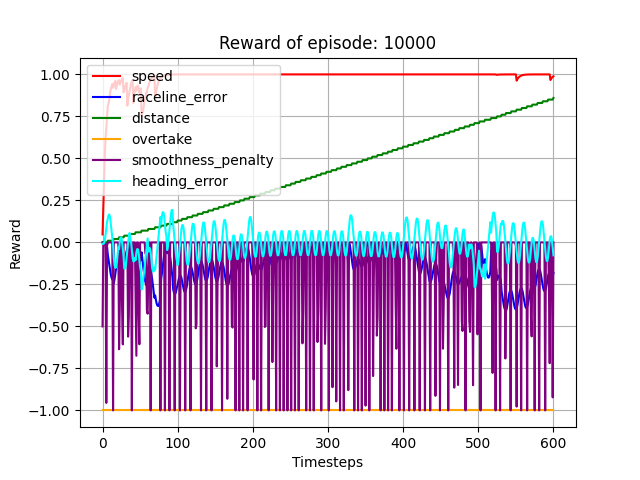 Reward of episode: 10000
Reward
1.00
0.75
0.50
0.25
0.00
−0.25
−0.50
−0.75
−1.00
speed
raceline_error
distance
overtake
smoothness_penalty
heading_error
0 100 200 300 400 500 600
Timesteps